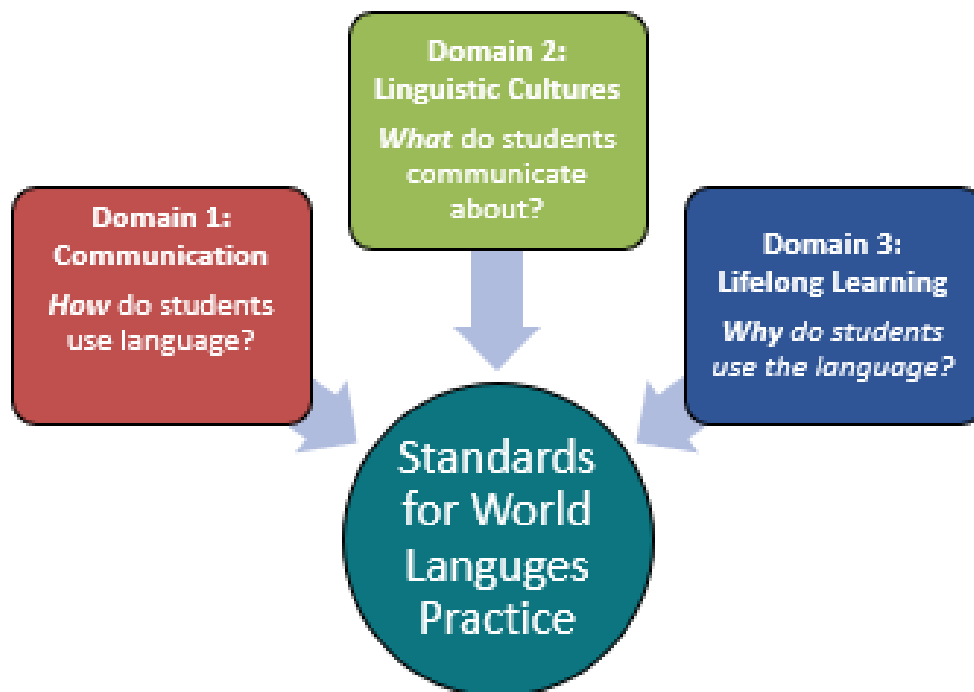 Domain 1:
Communication
How do students
use language?
Domain 2:
Linguistic Cultures
What do students
communicate
about?
Domain 3:
Lifelong Learning
Why do students
use the language?
Standards
for World
Languges
Practice